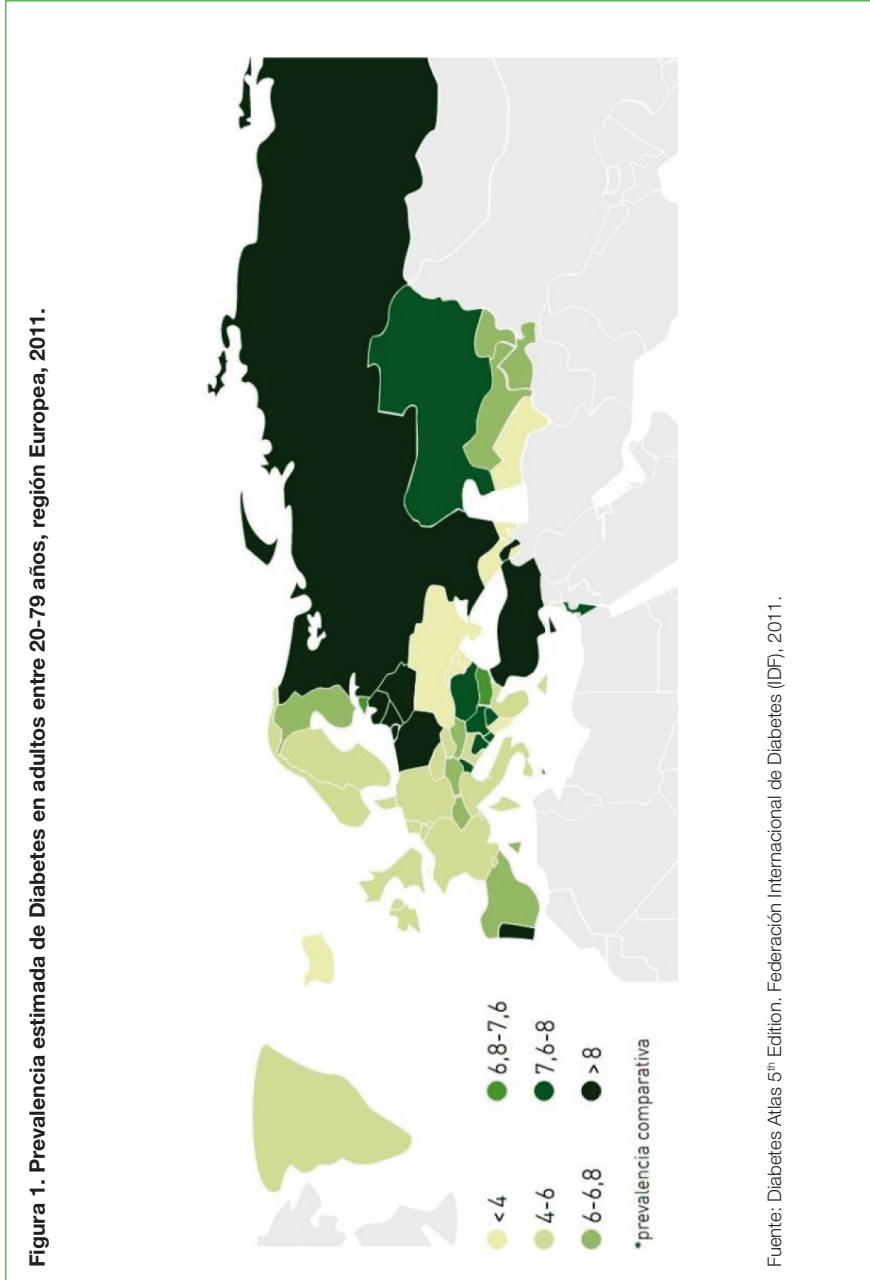 Figura 1. Prevalencia estimada de Diabetes en adultos entre 20-79 años, región Europea, 2011.
< 4
4-6
6-6,8
6,8-7,6
7,6-8
> 8
*prevalencia comparativa
Fuente: Diabetes Atlas 5th Edition. Federación Internacional de Diabetes (IDF), 2011.